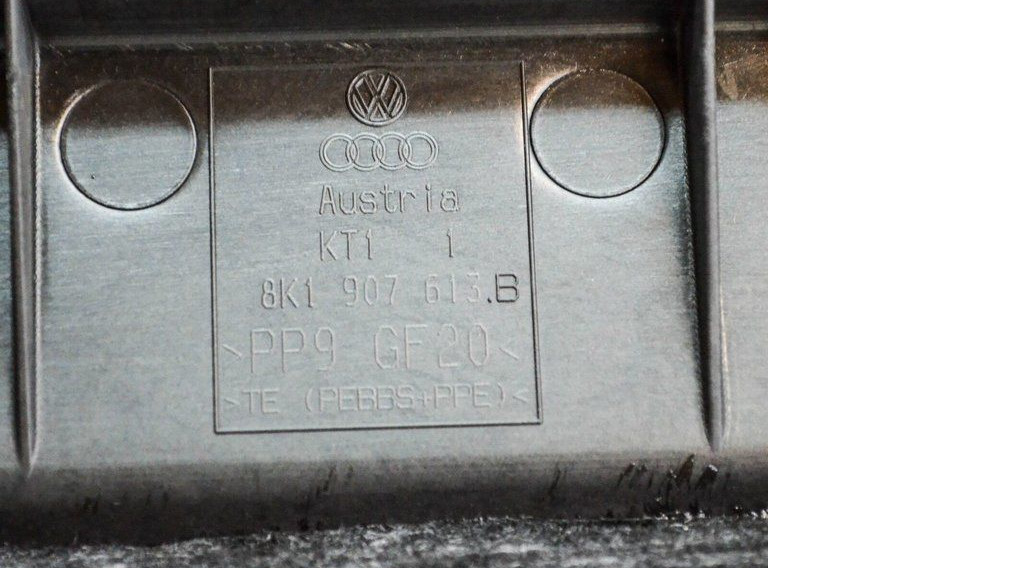 Austria
KT1 1
8K1 907 613.B
>PP9 GF20<
>TE (PEBBS+PPE)<